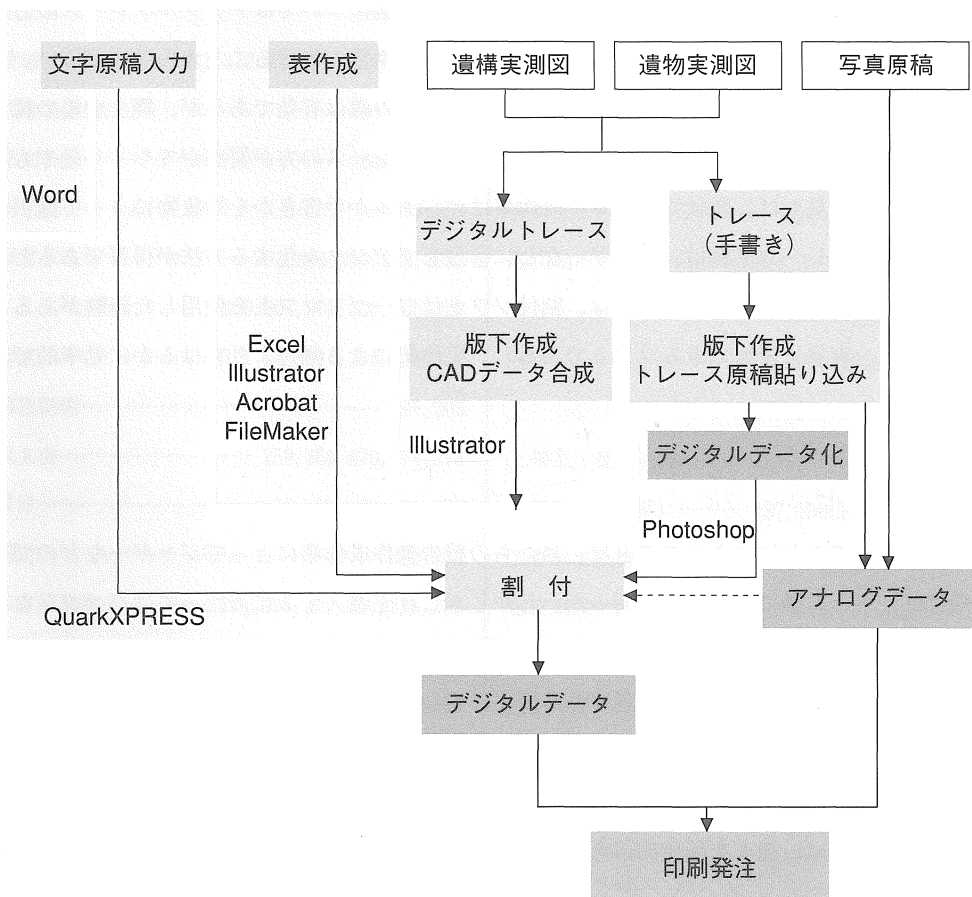 文字原稿入力
表作成
遺構実測図
遺物実測図
写真原稿
Word
デジタルトレース
トレース
（手書き）
Excel
Illustrator
Acrobat
FileMaker
版下作成
CADデータ合成
版下作成
トレース原稿貼り込み
Illustrator
デジタルデータ化
Photoshop
割　付
アナログデータ
QuarkXPRESS
デジタルデータ
印刷発注